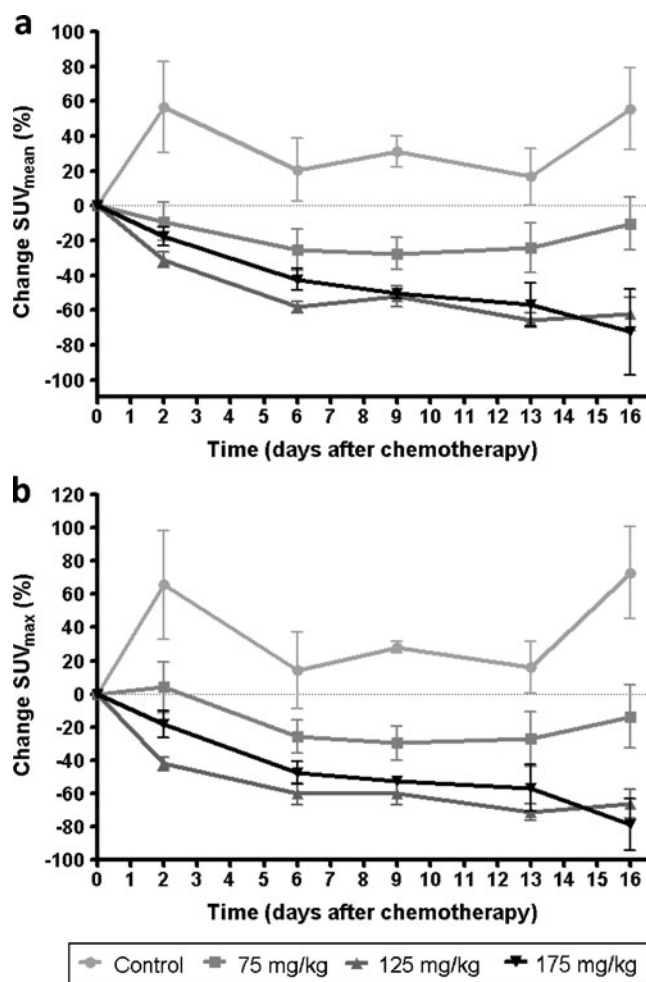 a
100
80
60
40
20
0
-20
-40
-60
-80
-100
Change SUVmean (%)
0 1 2 3 4 5 6 7 8 9 10 11 12 13 14 15 16
Time (days after chemotherapy)
b
120
100
80
60
40
20
0
-20
-40
-60
-80
-100
Change SUVmax (%)
0 1 2 3 4 5 6 7 8 9 10 11 12 13 14 15 16
Time (days after chemotherapy)
Control 75 mg/kg 125 mg/kg 175 mg/kg